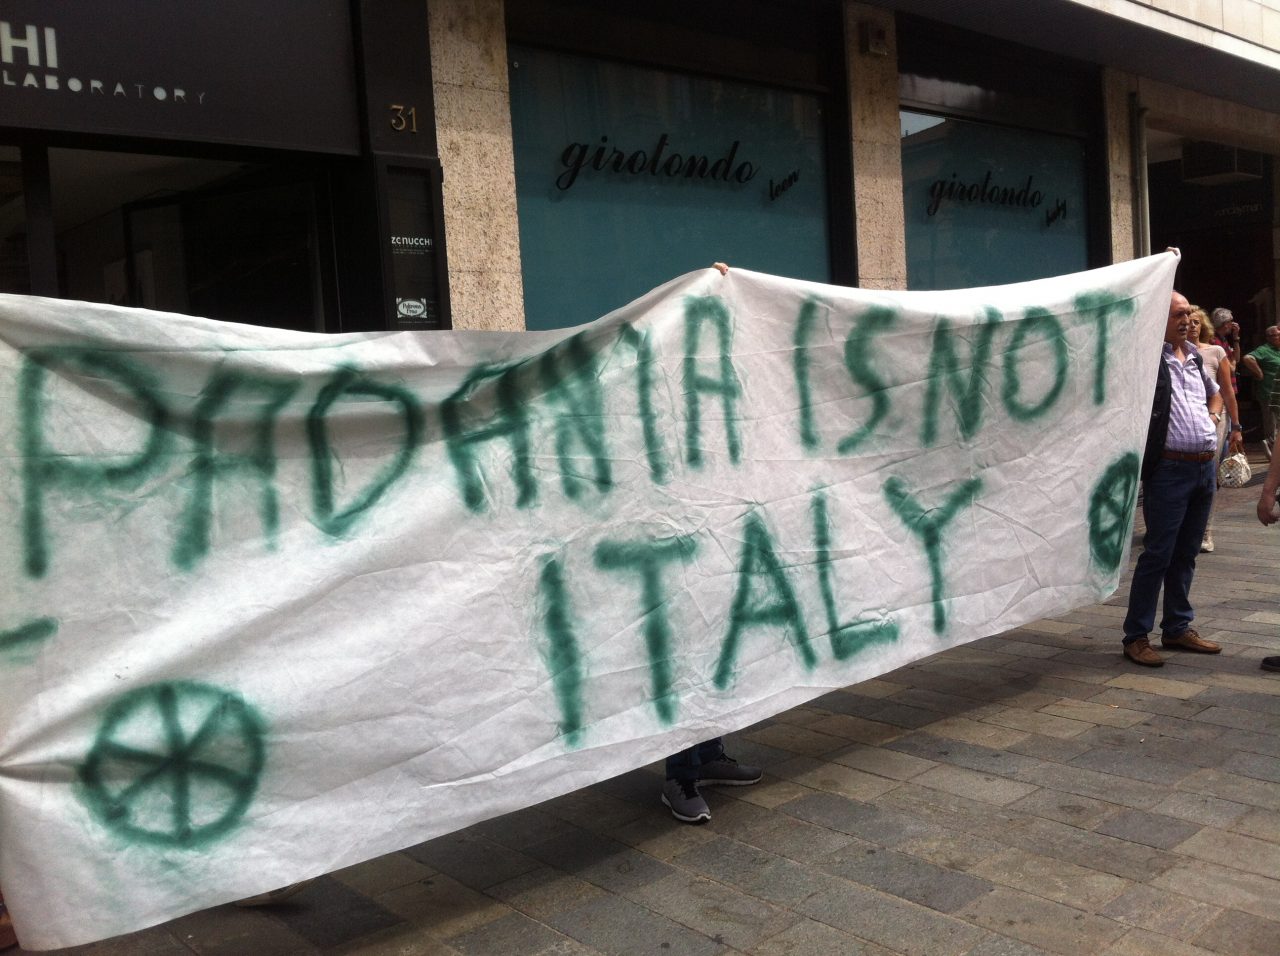 HI
LABORATORY
31
girotondo
teen
girotondo
baby
zanucchi
PADANIA IS NOT
ITALY